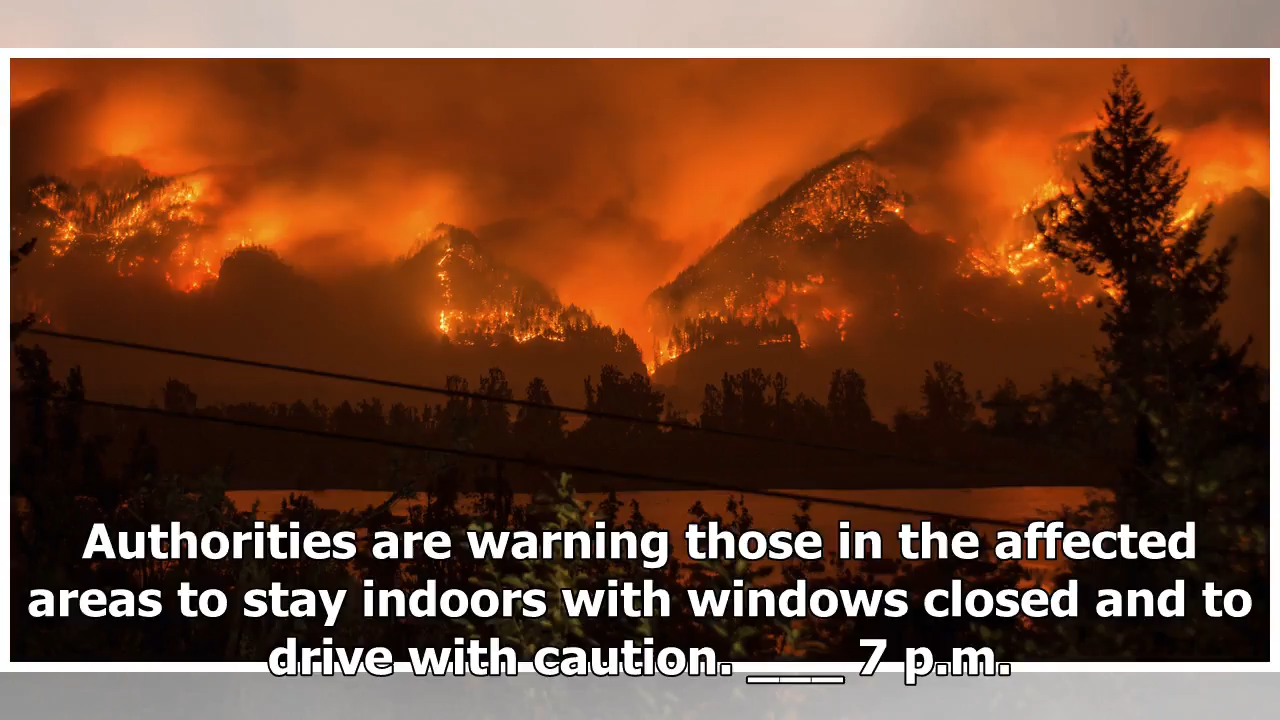 Authorities are warning those in the affected
areas to stay indoors with windows closed and to
drive with caution. ___ 7 p.m.